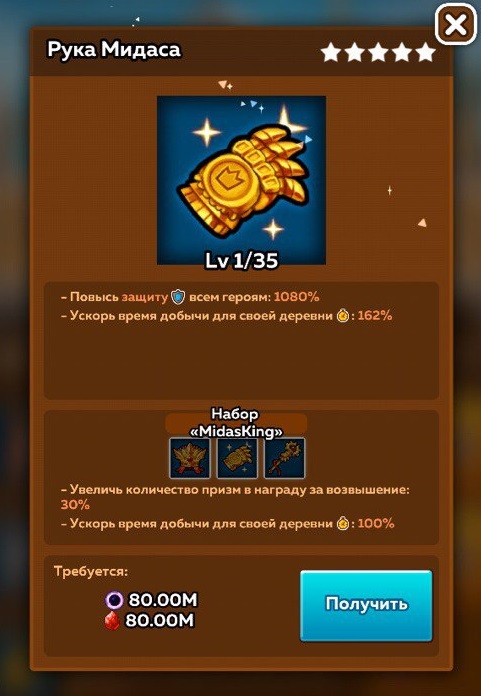 Рука Мидаса
Lv 1/35
- Повысь защиту всем героям: 1080%
- Ускорь время добычи для своей деревни : 162%
Набор
«MidasKing»
- Увеличь количество призм в награду за возвышение:
30%
- Ускорь время добычи для своей деревни : 100%
Требуется:
80.00M
80.00M
Получить